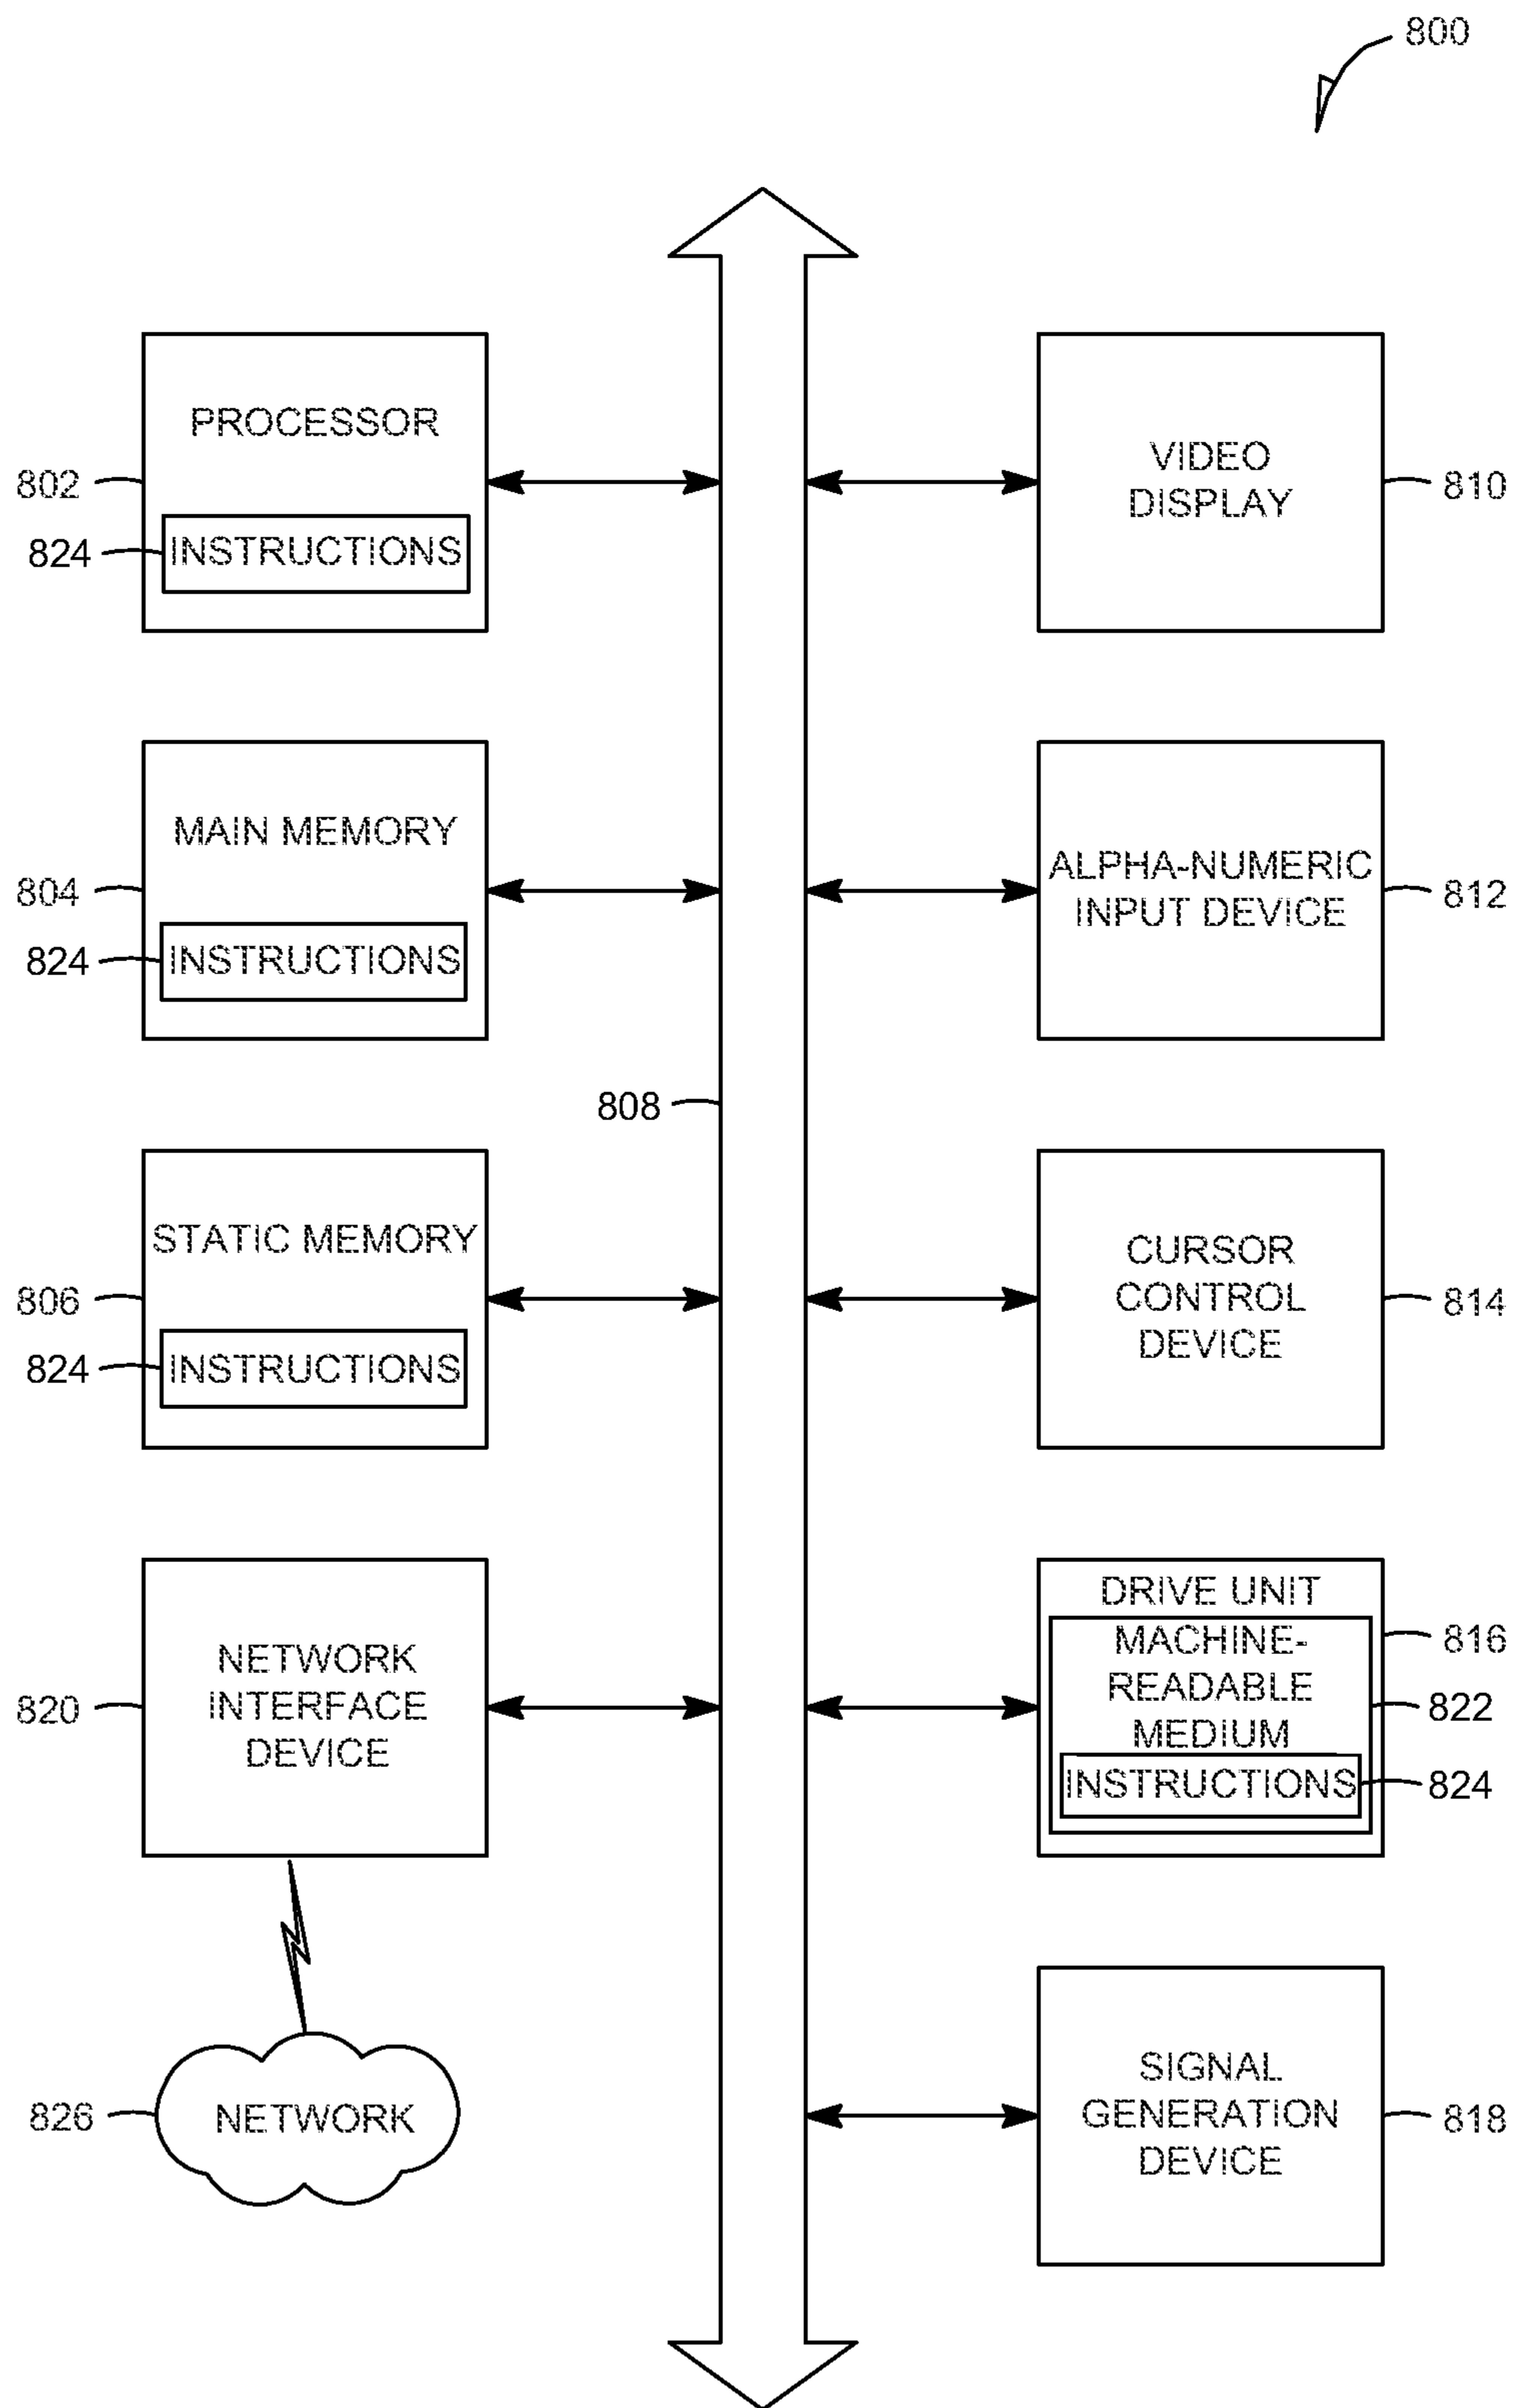 800
PROCESSOR
802
824
INSTRUCTIONS
VIDEO
DISPLAY
810
MAIN MEMORY
804
824
INSTRUCTIONS
ALPHA-NUMERIC
INPUT DEVICE
812
808
STATIC MEMORY
806
824
INSTRUCTIONS
CURSOR
CONTROL
DEVICE
814
NETWORK
INTERFACE
DEVICE
820
DRIVE UNIT
816
MACHINE-
READABLE
MEDIUM
822
INSTRUCTIONS
824
826
NETWORK
SIGNAL
GENERATION
DEVICE
818